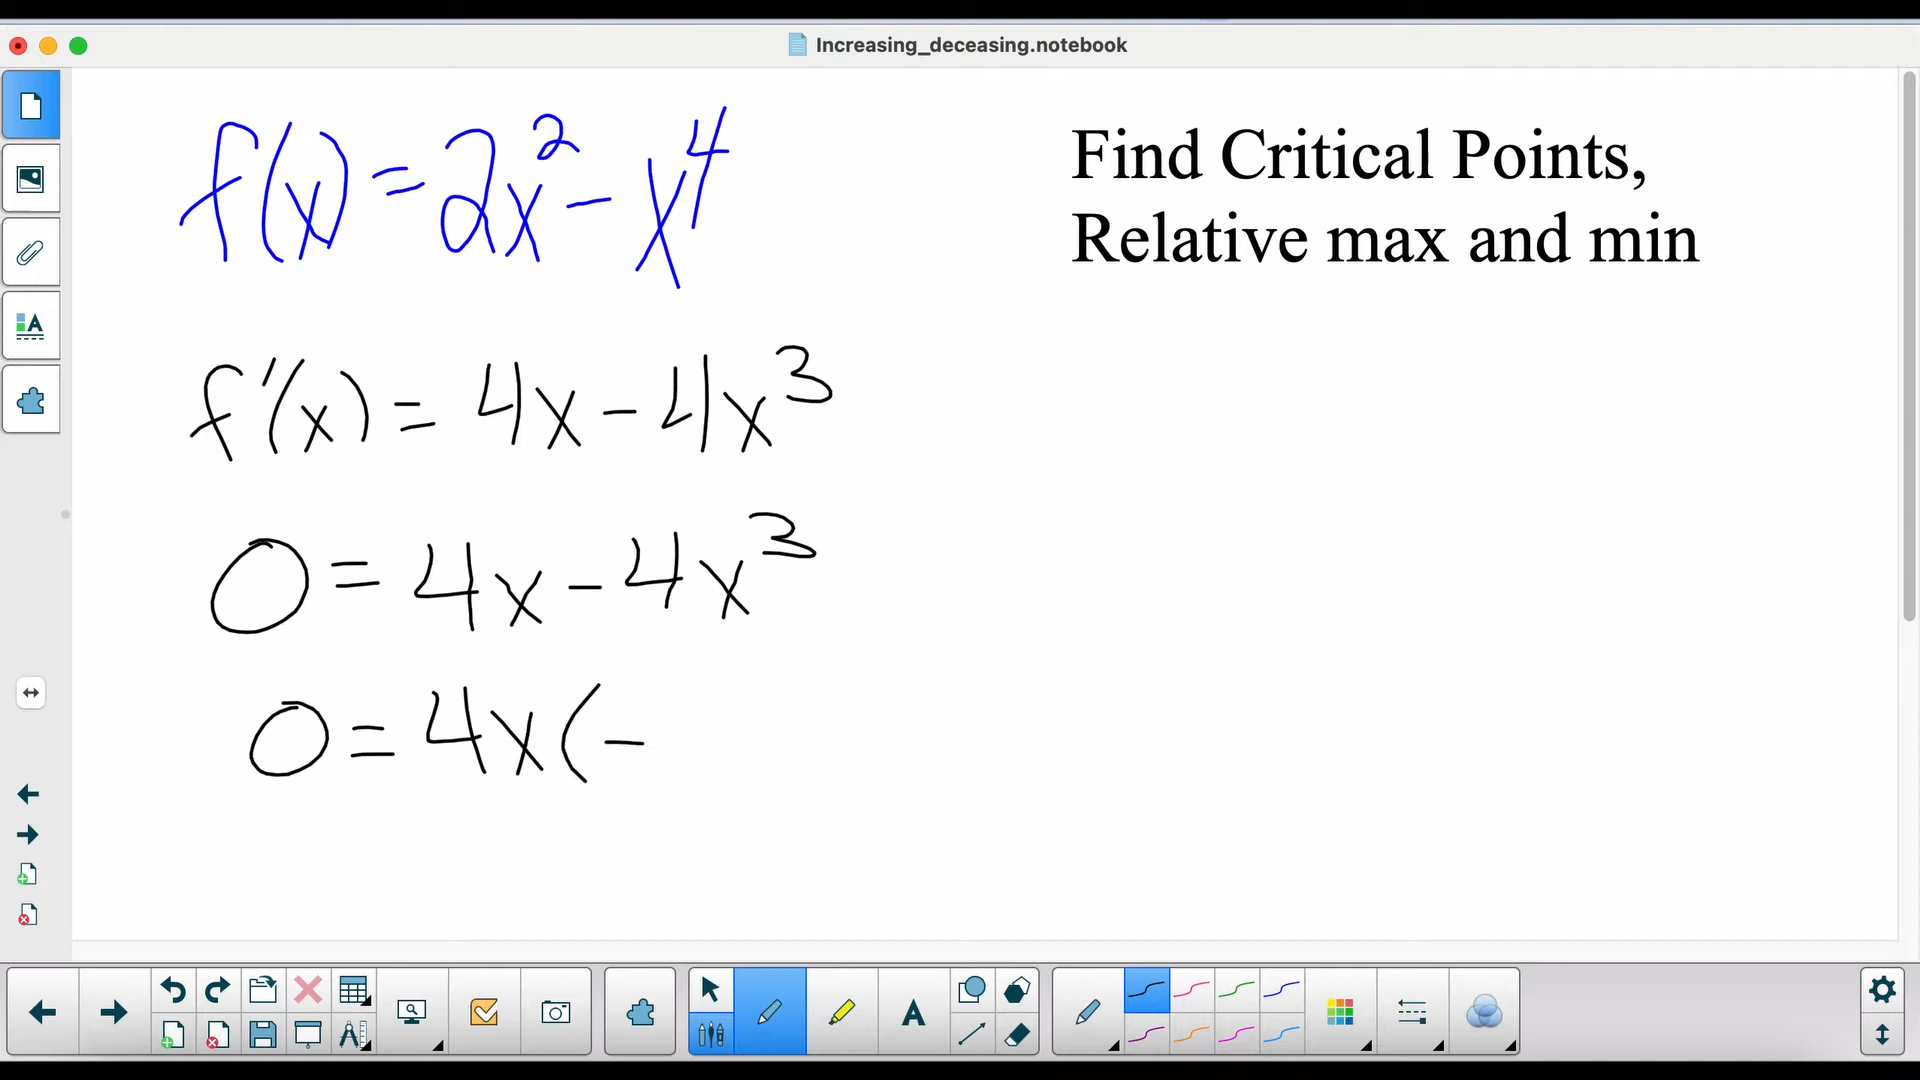 Increasing_deceasing.notebook
f(x) = 2x² - x⁴
Find Critical Points,
Relative max and min
f'(x) = 4x - 4x³
0 = 4x - 4x³
0 = 4x( -